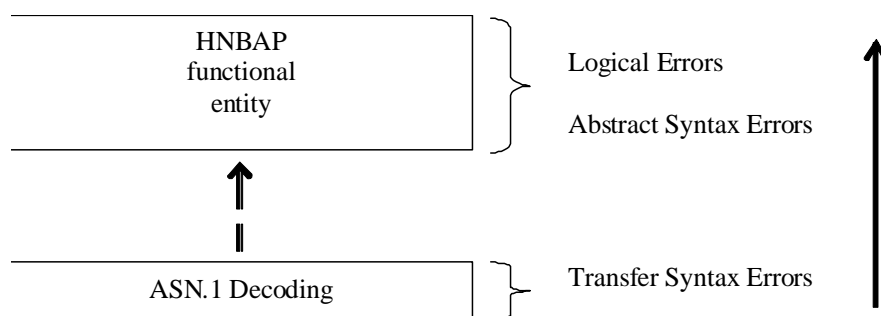 HNBAP
functional
entity
Logical Errors
Abstract Syntax Errors
ASN.1 Decoding
Transfer Syntax Errors